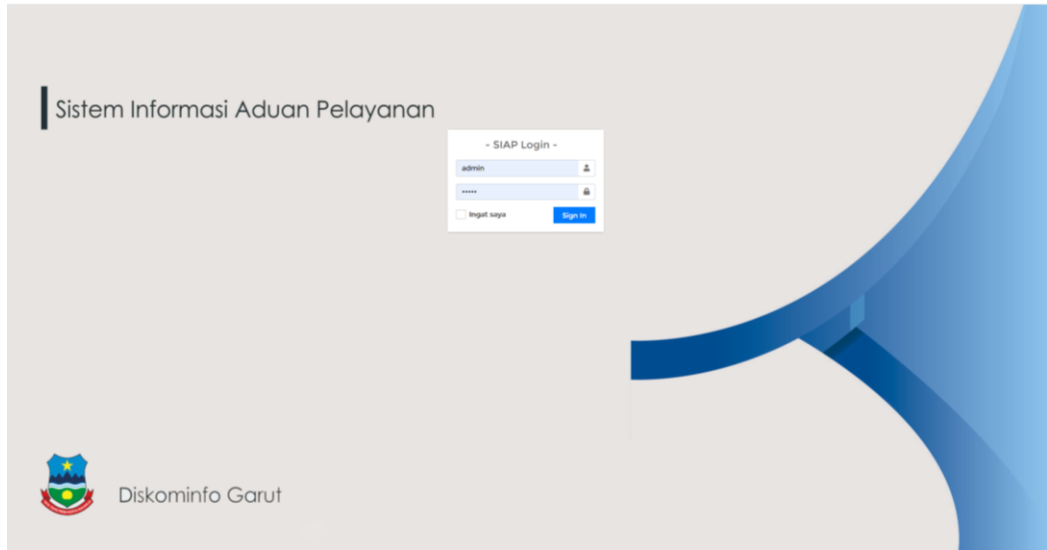 Sistem Informasi Aduan Pelayanan
- SIAP Login -
admin
•••••
Ingat saya
Sign In
Diskominfo Garut